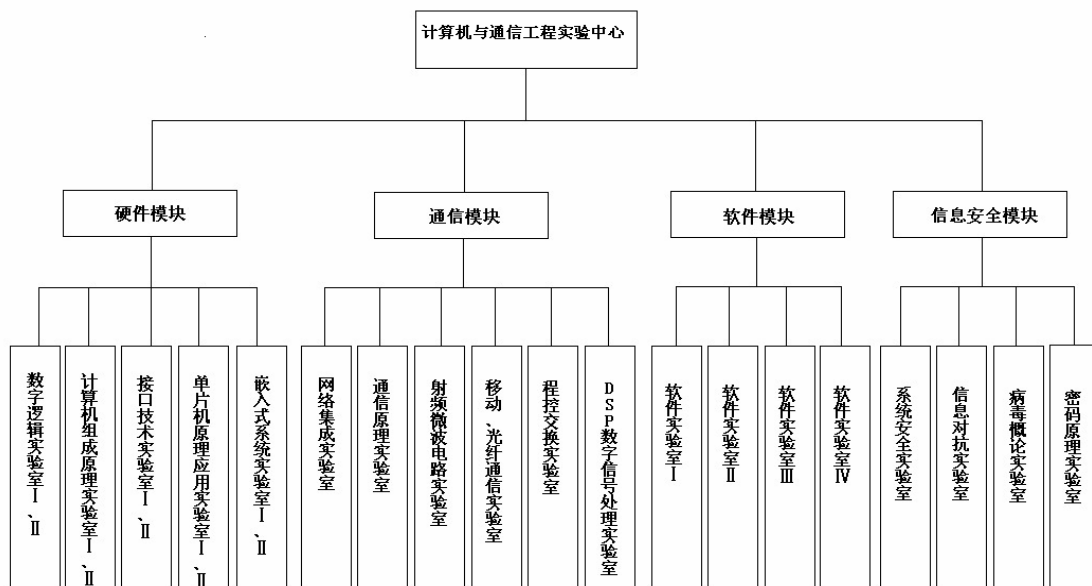 计算机与通信工程实验中心
硬件模块
通信模块
软件模块
信息安全模块
数字逻辑实验室Ⅰ、Ⅱ
计算机组成原理实验室Ⅰ、Ⅱ
接口技术实验室Ⅰ、Ⅱ
单片机原理应用实验室Ⅰ、Ⅱ
嵌入式系统实验室Ⅰ、Ⅱ
网络集成实验室
通信原理实验室
射频微波电路实验室
移动、光纤通信实验室
程控交换实验室
DSP数字信号处理实验室
软件实验室Ⅰ
软件实验室Ⅱ
软件实验室Ⅲ
软件实验室Ⅳ
系统安全实验室
信息对抗实验室
病毒概论实验室
密码原理实验室